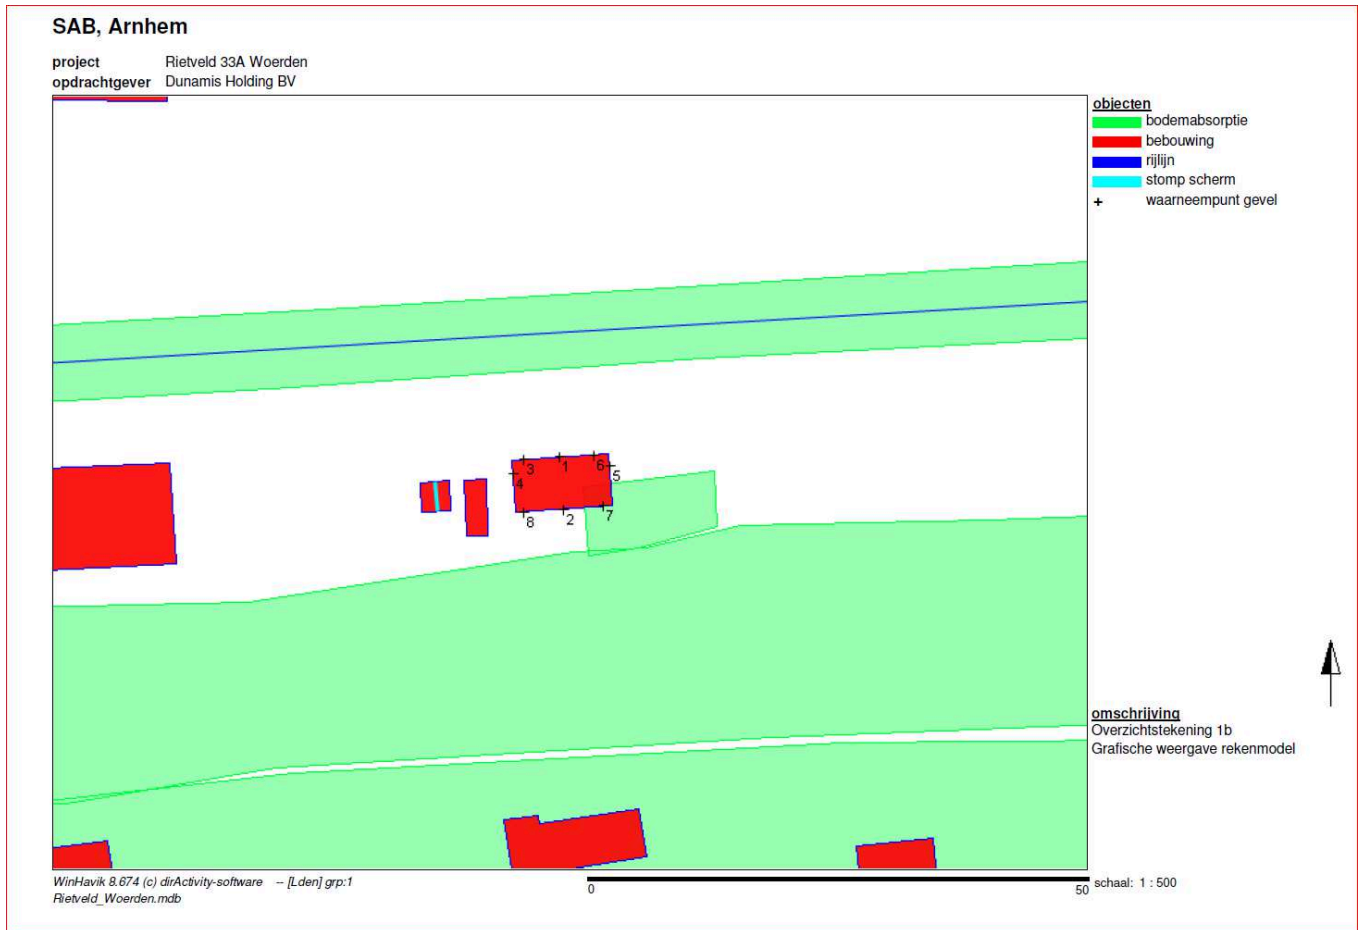 SAB, Arnhem
project Rietveld 33A Woerden
opdrachtgever Dunamis Holding BV
objecten
bodemabsorptie
bebouwing
rijlijn
stomp scherm
+ waarneempunt gevel
3 1 6 5
4
8 2 7
omschrijving
Overzichtstekening 1b
Grafische weergave rekenmodel
WinHavik 8.674 (c) dirActivity-software -- [Lden] grp:1
Rietveld_Woerden.mdb
0 50 schaal: 1 : 500